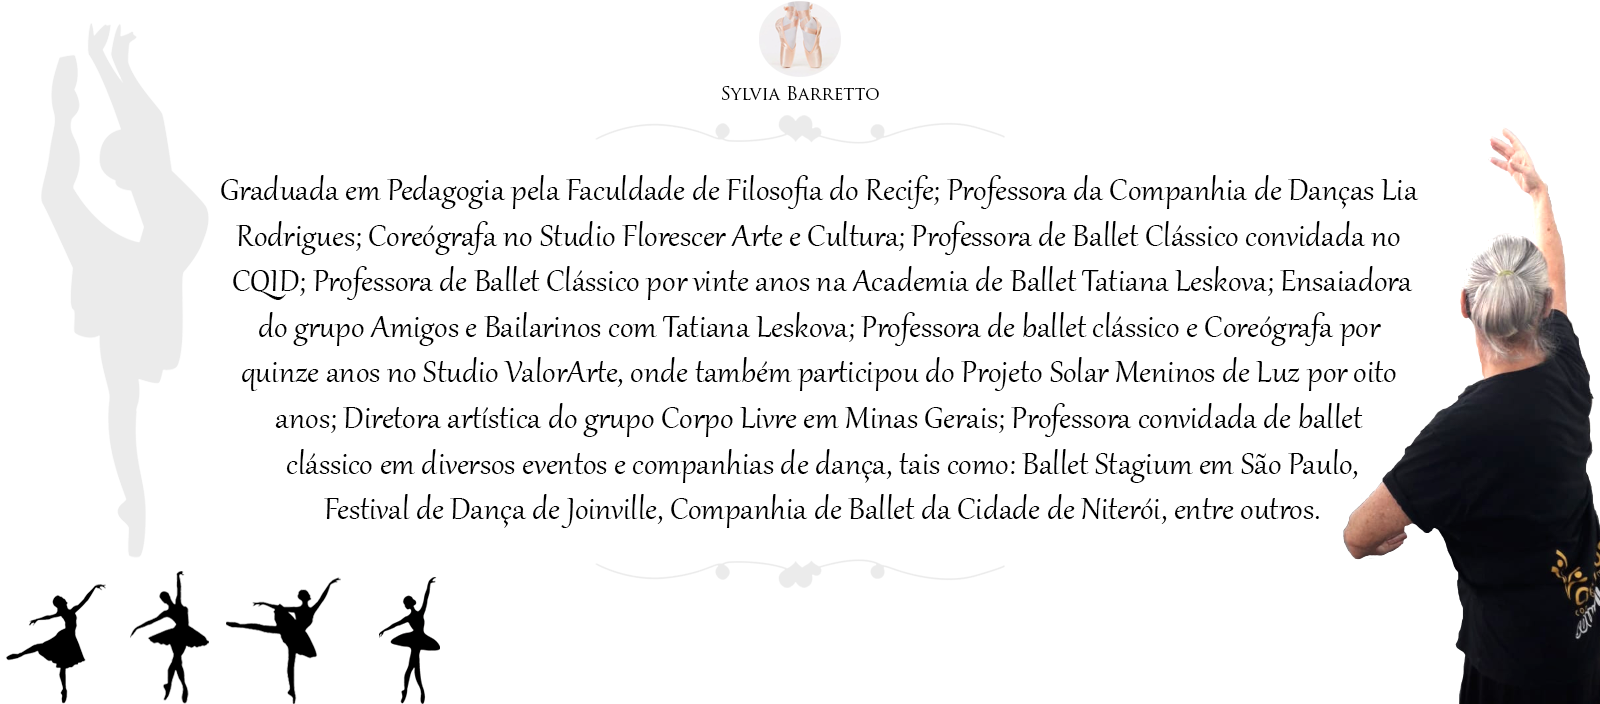 Sylvia Barretto
Graduada em Pedagogia pela Faculdade de Filosofia do Recife; Professora da Companhia de Danças Lia
Rodrigues; Coreógrafa no Studio Florescer Arte e Cultura; Professora de Ballet Clássico convidada no
CQID; Professora de Ballet Clássico por vinte anos na Academia de Ballet Tatiana Leskova; Ensaiadora
do grupo Amigos e Bailarinos com Tatiana Leskova; Professora de ballet clássico e Coreógrafa por
quinze anos no Studio ValorArte, onde também participou do Projeto Solar Meninos de Luz por oito
anos; Diretora artística do grupo Corpo Livre em Minas Gerais; Professora convidada de ballet
clássico em diversos eventos e companhias de dança, tais como: Ballet Stagium em São Paulo,
Festival de Dança de Joinville, Companhia de Ballet da Cidade de Niterói, entre outros.